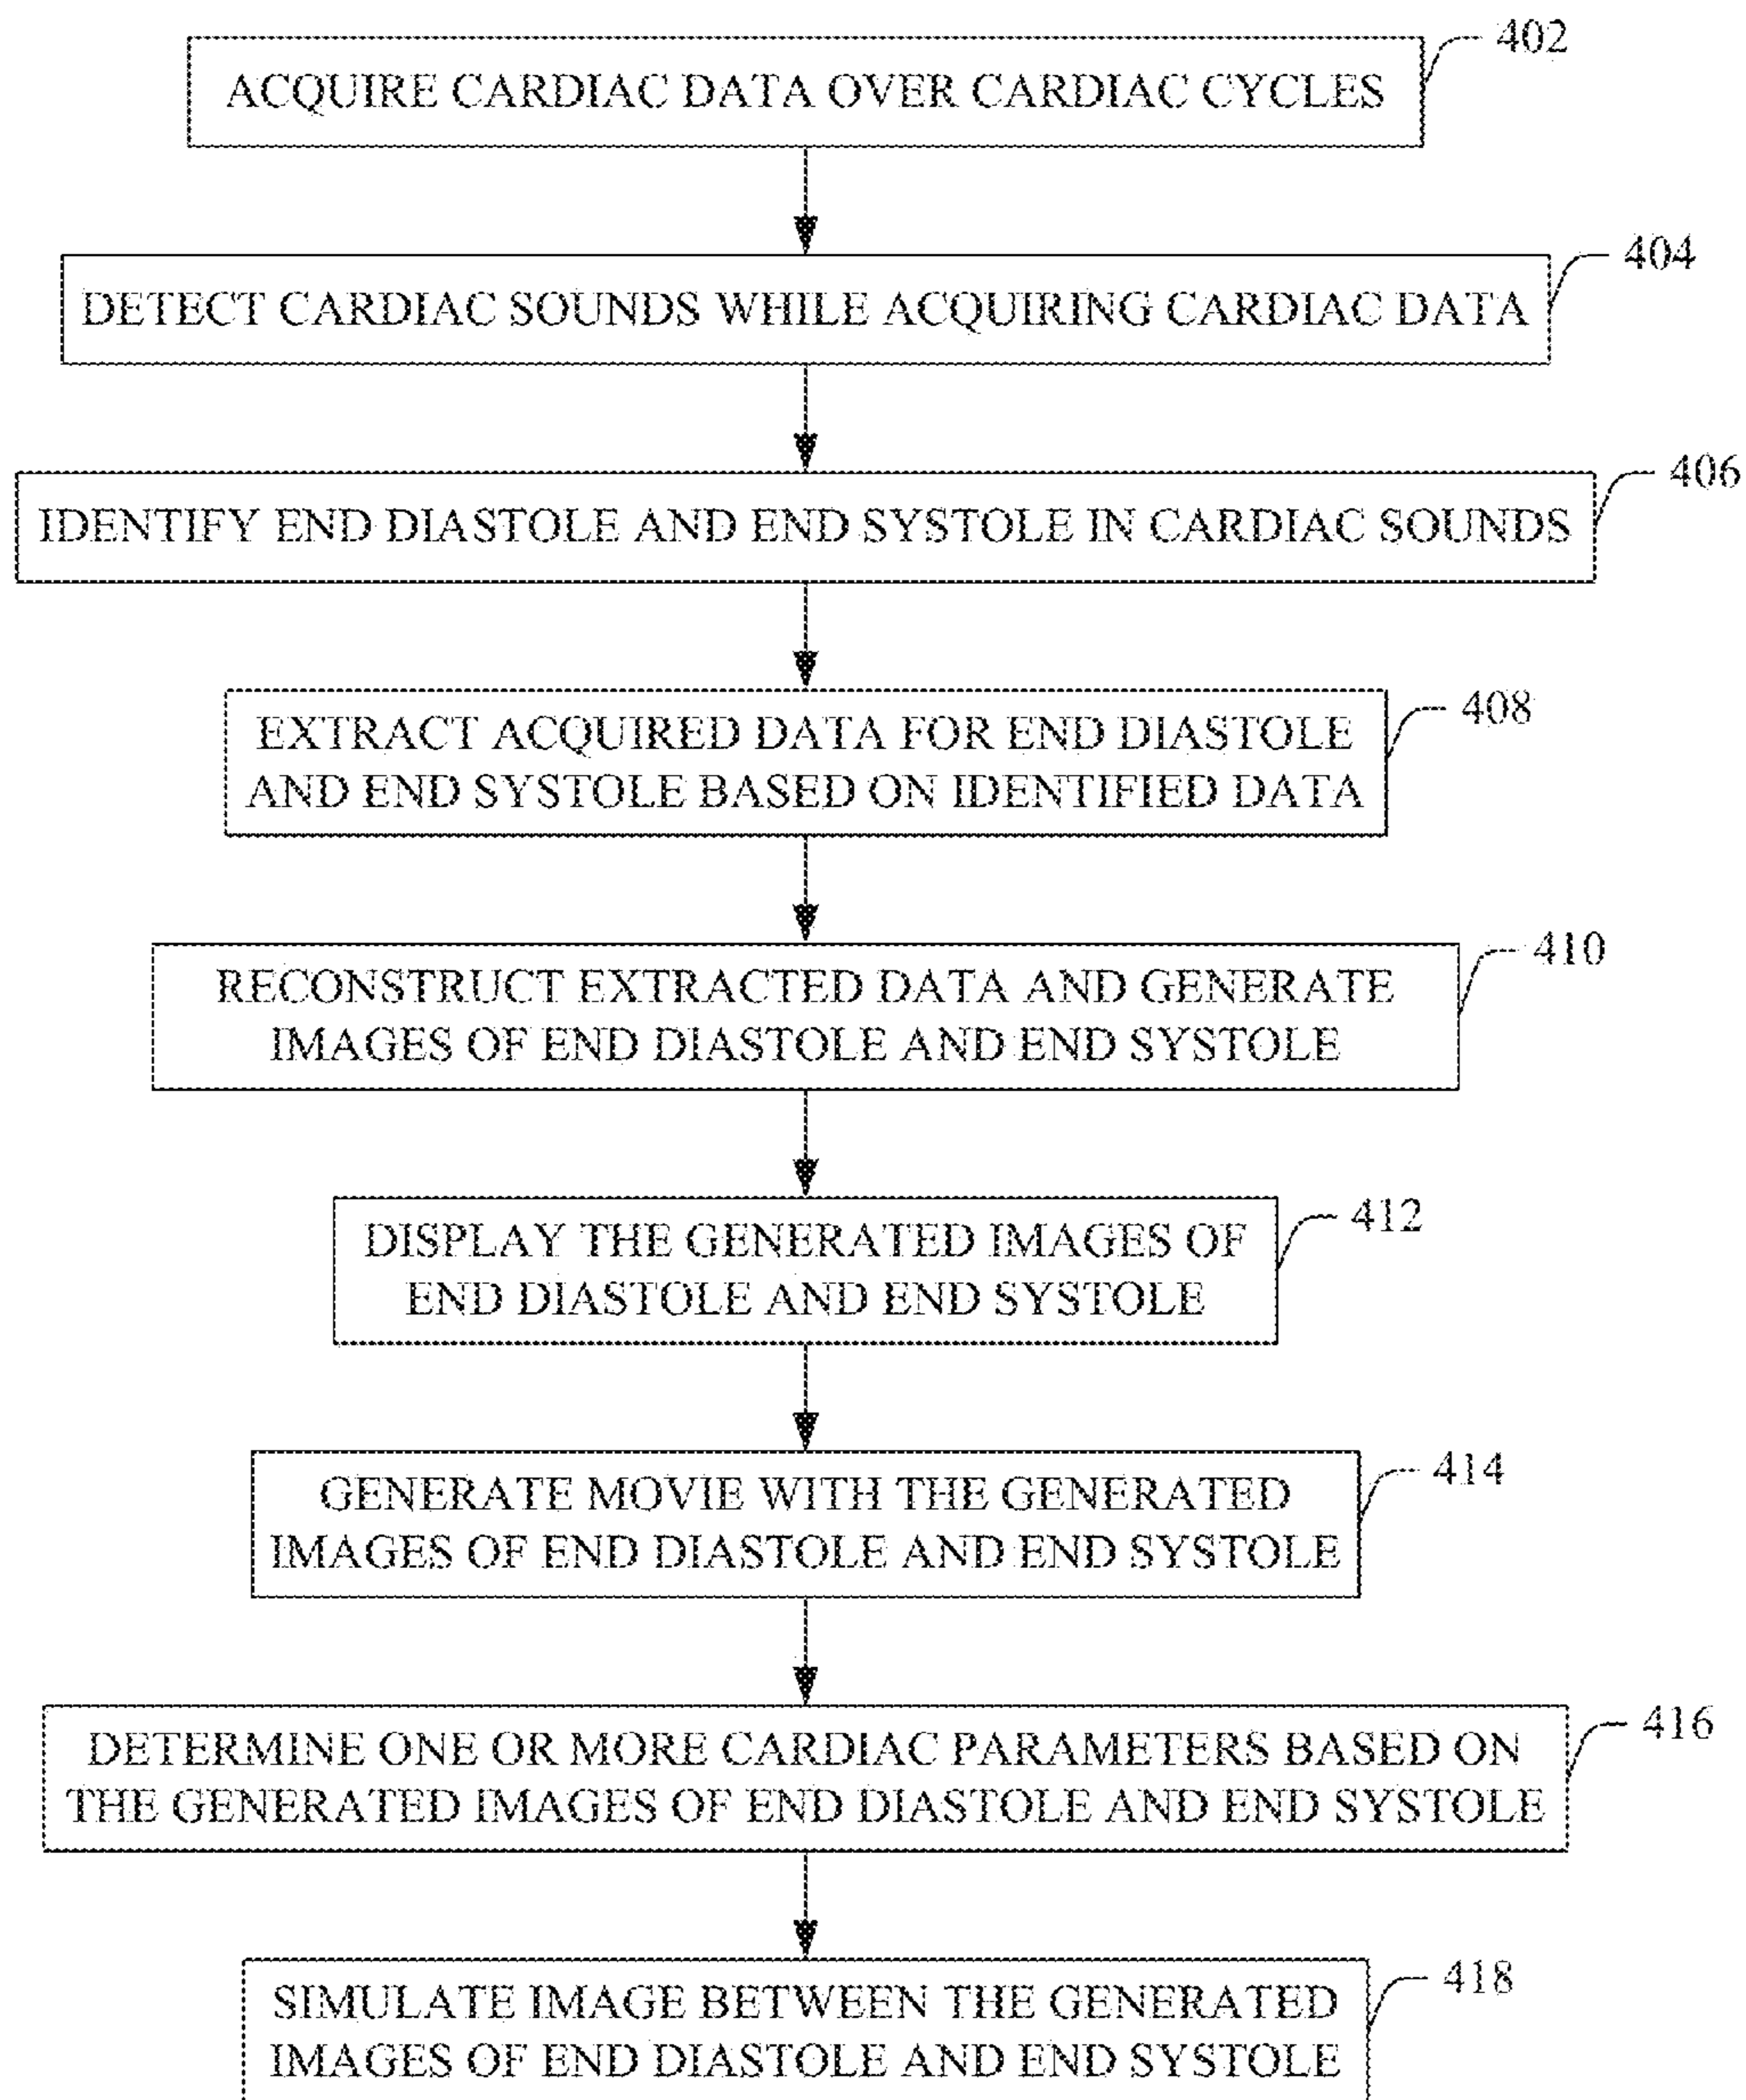 402
ACQUIRE CARDIAC DATA OVER CARDIAC CYCLES
404
DETECT CARDIAC SOUNDS WHILE ACQUIRING CARDIAC DATA
406
IDENTIFY END DIASTOLE AND END SYSTOLE IN CARDIAC SOUNDS
408
EXTRACT ACQUIRED DATA FOR END DIASTOLE
AND END SYSTOLE BASED ON IDENTIFIED DATA
410
RECONSTRUCT EXTRACTED DATA AND GENERATE
IMAGES OF END DIASTOLE AND END SYSTOLE
412
DISPLAY THE GENERATED IMAGES OF
END DIASTOLE AND END SYSTOLE
414
GENERATE MOVIE WITH THE GENERATED
IMAGES OF END DIASTOLE AND END SYSTOLE
416
DETERMINE ONE OR MORE CARDIAC PARAMETERS BASED ON
THE GENERATED IMAGES OF END DIASTOLE AND END SYSTOLE
418
SIMULATE IMAGE BETWEEN THE GENERATED
IMAGES OF END DIASTOLE AND END SYSTOLE